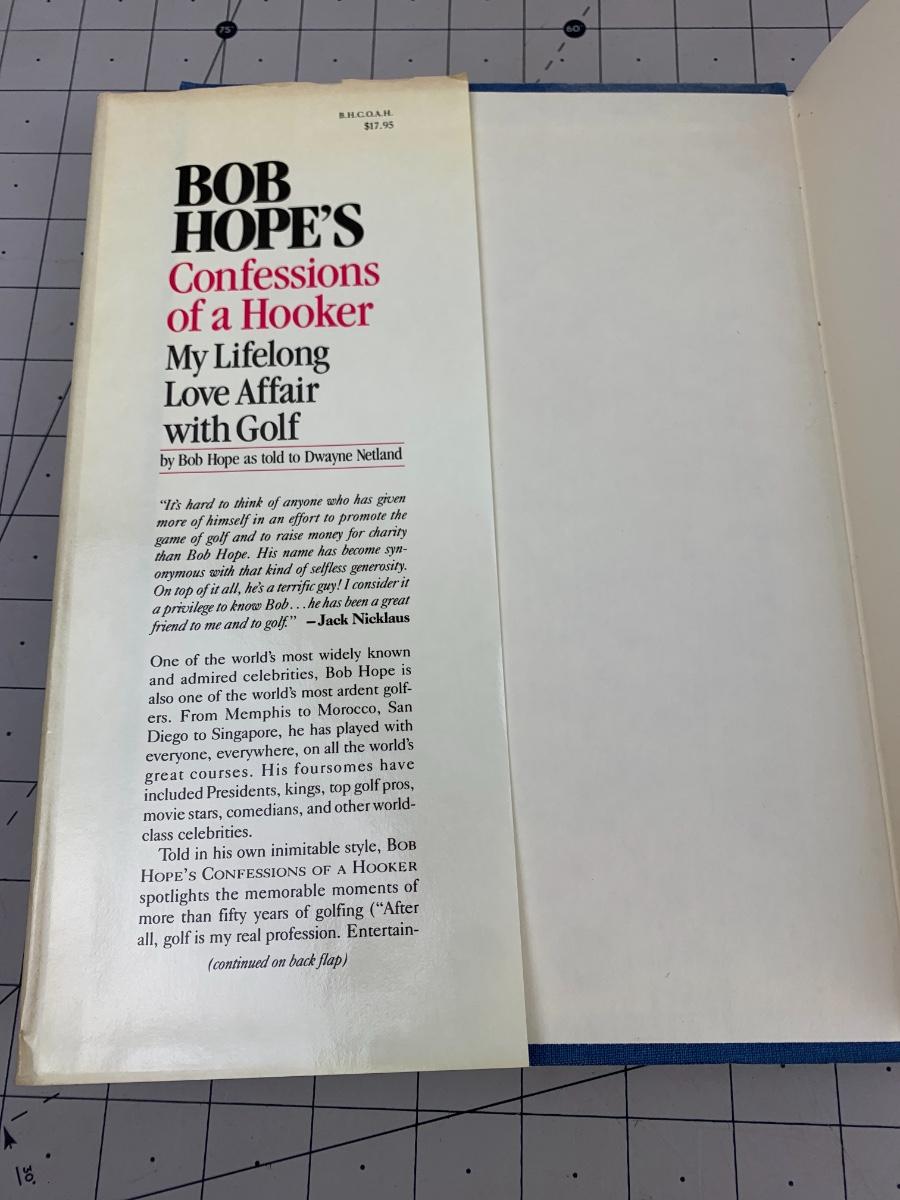 75°
60°
B.H.C.O.A.H.
$17.95
BOB
HOPE'S
Confessions
of a Hooker
My Lifelong
Love Affair
with Golf
by Bob Hope as told to Dwayne Netland
“It's hard to think of anyone who has given
more of himself in an effort to promote the
game of golf and to raise money for charity
than Bob Hope. His name has become syn-
onymous with that kind of selfless generosity.
On top of it all, he's a terrific guy! I consider it
a privilege to know Bob...he has been a great
friend to me and to golf.” —Jack Nicklaus
One of the world's most widely known
and admired celebrities, Bob Hope is
also one of the world's most ardent golf-
ers. From Memphis to Morocco, San
Diego to Singapore, he has played with
everyone, everywhere, on all the world's
great courses. His foursomes have
included Presidents, kings, top golf pros,
movie stars, comedians, and other world-
class celebrities.
Told in his own inimitable style, BOB
HOPE'S CONFESSIONS OF A HOOKER
spotlights the memorable moments of
more than fifty years of golfing (“After
all, golf is my real profession. Entertain-
(continued on back flap)
30°